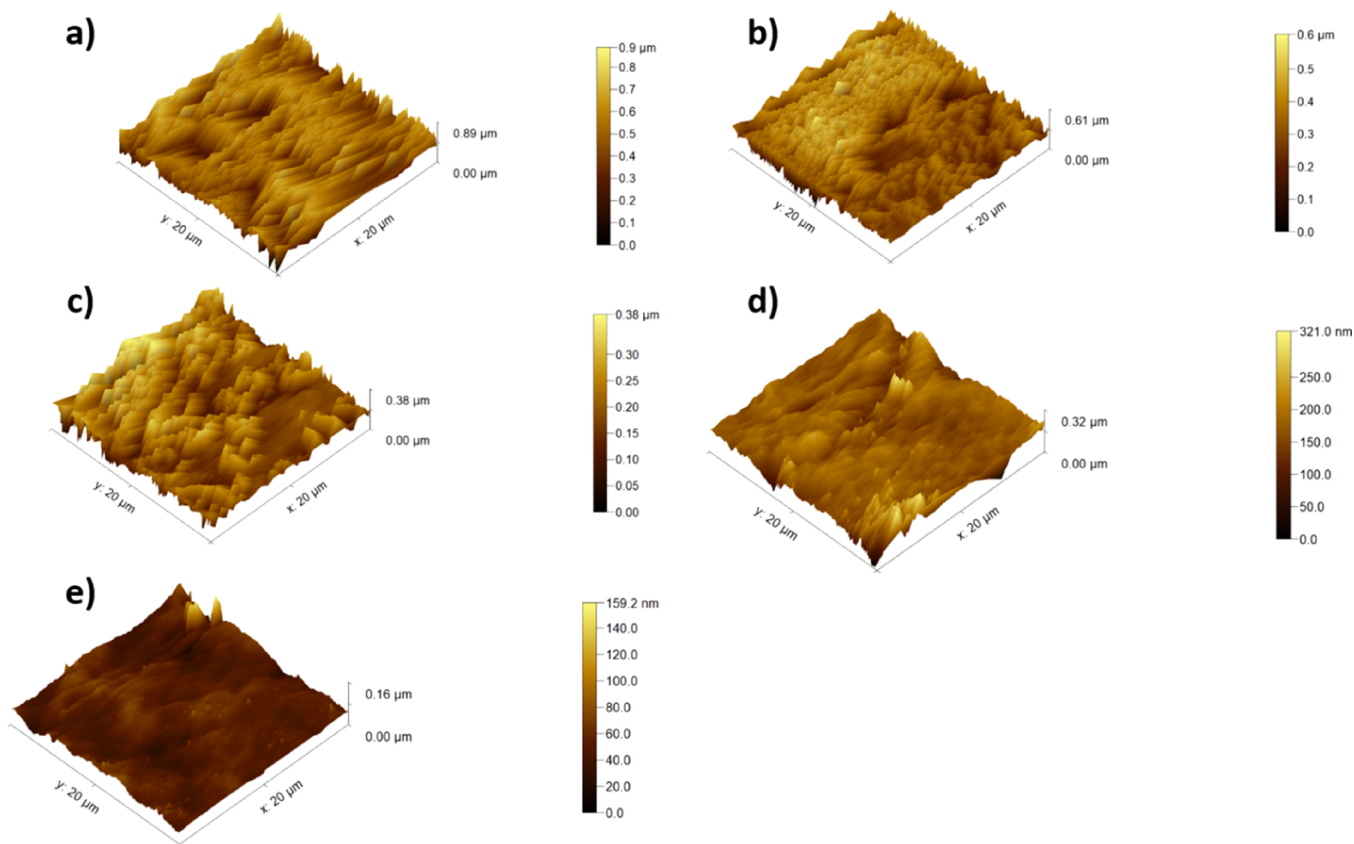 a)
0.9 µm
0.8
0.7
0.6
0.5
0.4
0.3
0.2
0.1
0.0
0.89 µm
0.00 µm
y: 20 µm
x: 20 µm
b)
0.6 µm
0.5
0.4
0.3
0.2
0.1
0.0
0.61 µm
0.00 µm
y: 20 µm
x: 20 µm
c)
0.38 µm
0.30
0.25
0.20
0.15
0.10
0.05
0.00
0.38 µm
0.00 µm
y: 20 µm
x: 20 µm
d)
321.0 nm
250.0
200.0
150.0
100.0
50.0
0.0
0.32 µm
0.00 µm
y: 20 µm
x: 20 µm
e)
159.2 nm
140.0
120.0
100.0
80.0
60.0
40.0
20.0
0.0
0.16 µm
0.00 µm
y: 20 µm
x: 20 µm